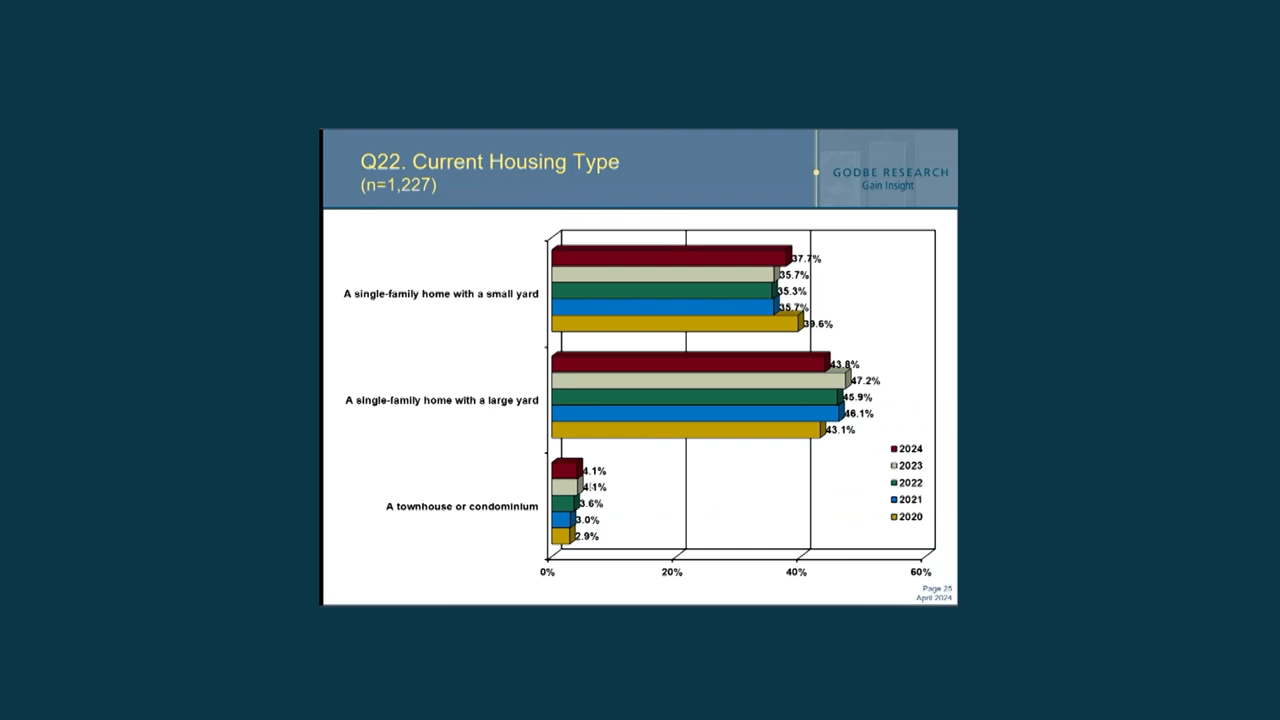 Q22. Current Housing Type
(n=1,227)
GODBE RESEARCH
Gain Insight
A single-family home with a small yard
37.7%
35.7%
35.3%
35.7%
39.6%
A single-family home with a large yard
43.8%
47.2%
45.9%
46.1%
43.1%
A townhouse or condominium
4.1%
4.1%
3.6%
3.0%
2.9%
2024
2023
2022
2021
2020
0%
20%
40%
60%
Page 25
April 2024